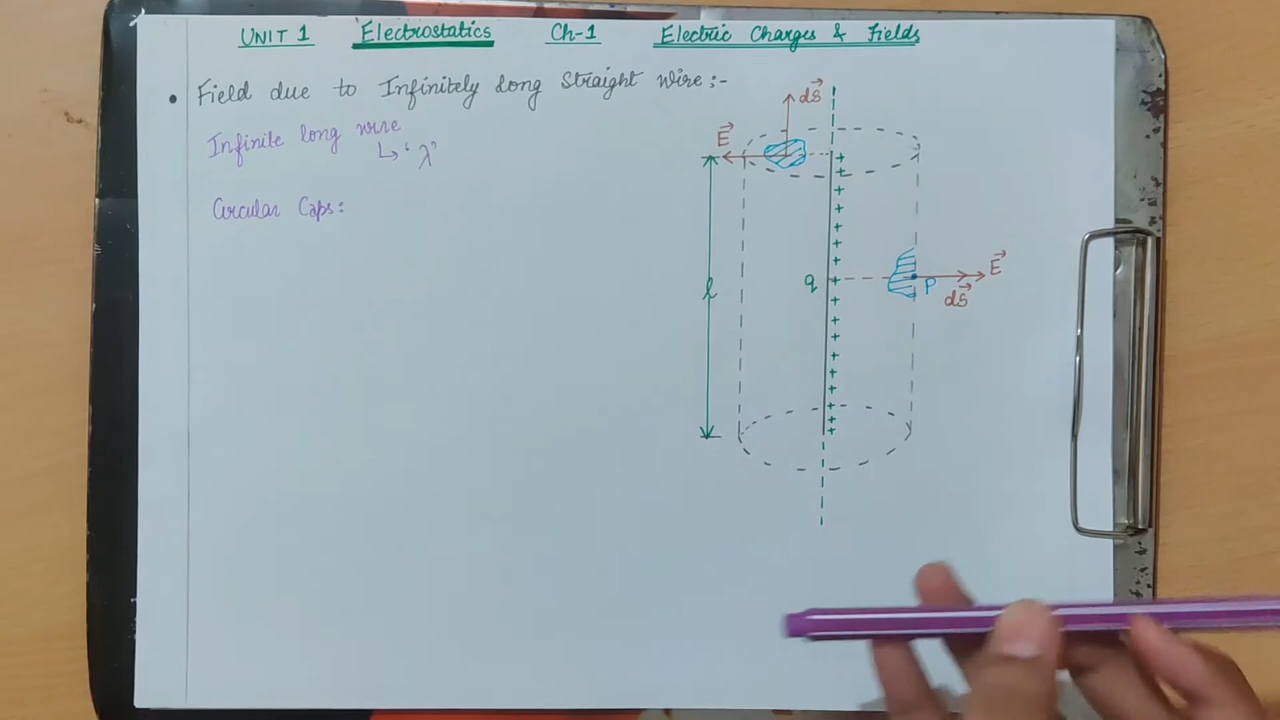 UNIT 1 Electrostatics Ch-1 Electric Charges & Fields
• Field due to Infinitely Long Straight Wire:-
Infinite long wire
↳ 'λ'
Circular Caps:
dS⃗
E⃗
+
+
+
+
+
+
l
q
+
P
E⃗
dS⃗
+
+
+
+
+
+
+
+
+